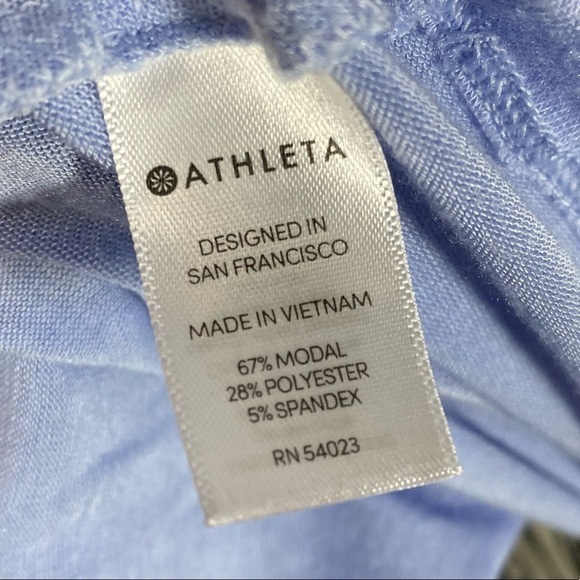 ATHLETA
DESIGNED IN
SAN FRANCISCO
MADE IN VIETNAM
67% MODAL
28% POLYESTER
5% SPANDEX
RN 54023